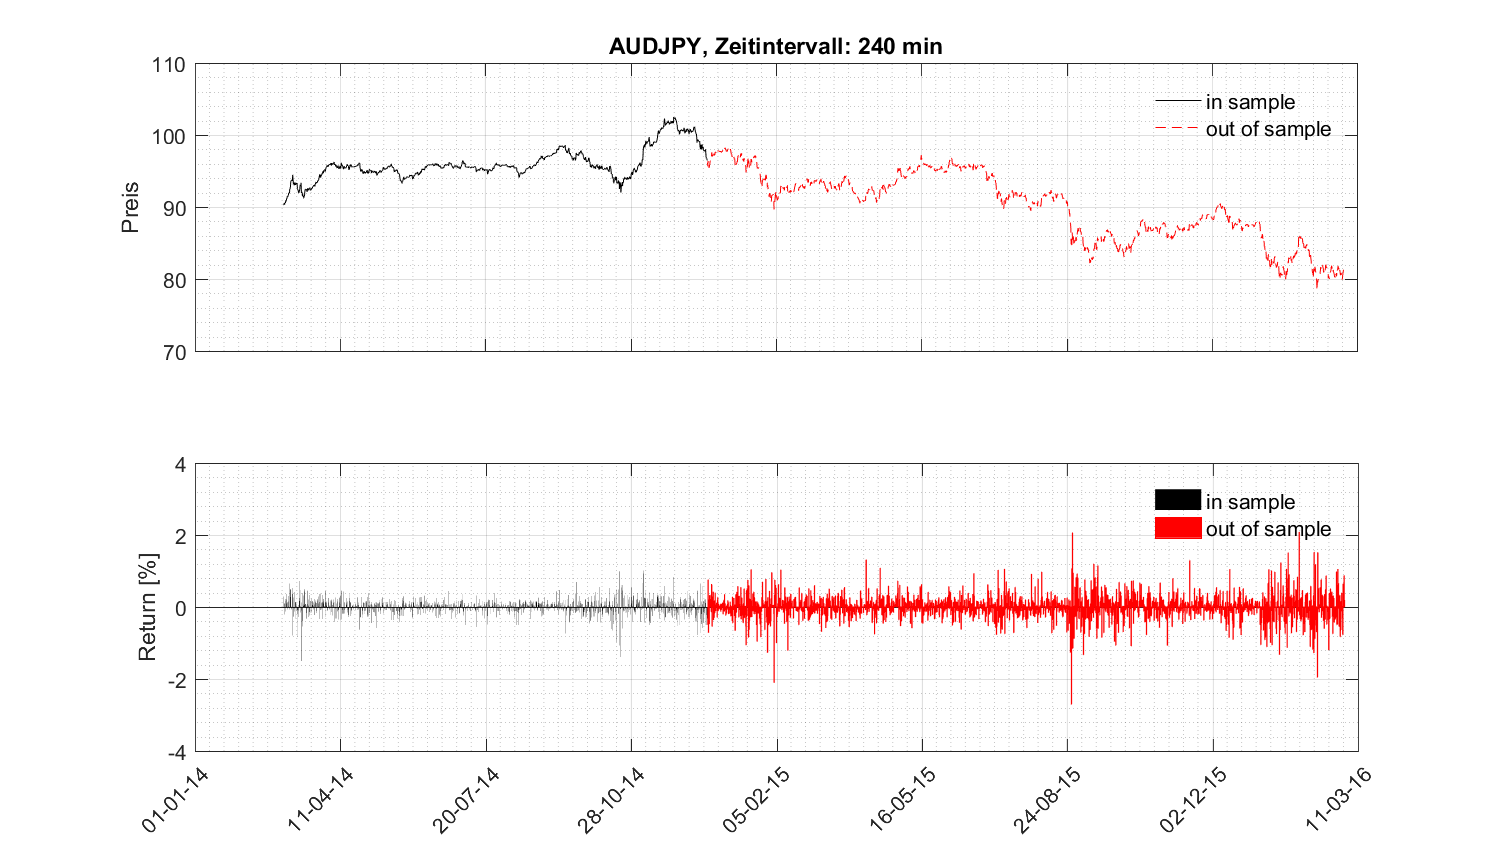 AUDJPY, Zeitintervall: 240 min
110
100
90
80
70
Preis
in sample
out of sample
4
2
0
-2
-4
Return [%]
in sample
out of sample
01-01-14
11-04-14
20-07-14
28-10-14
05-02-15
16-05-15
24-08-15
02-12-15
11-03-16